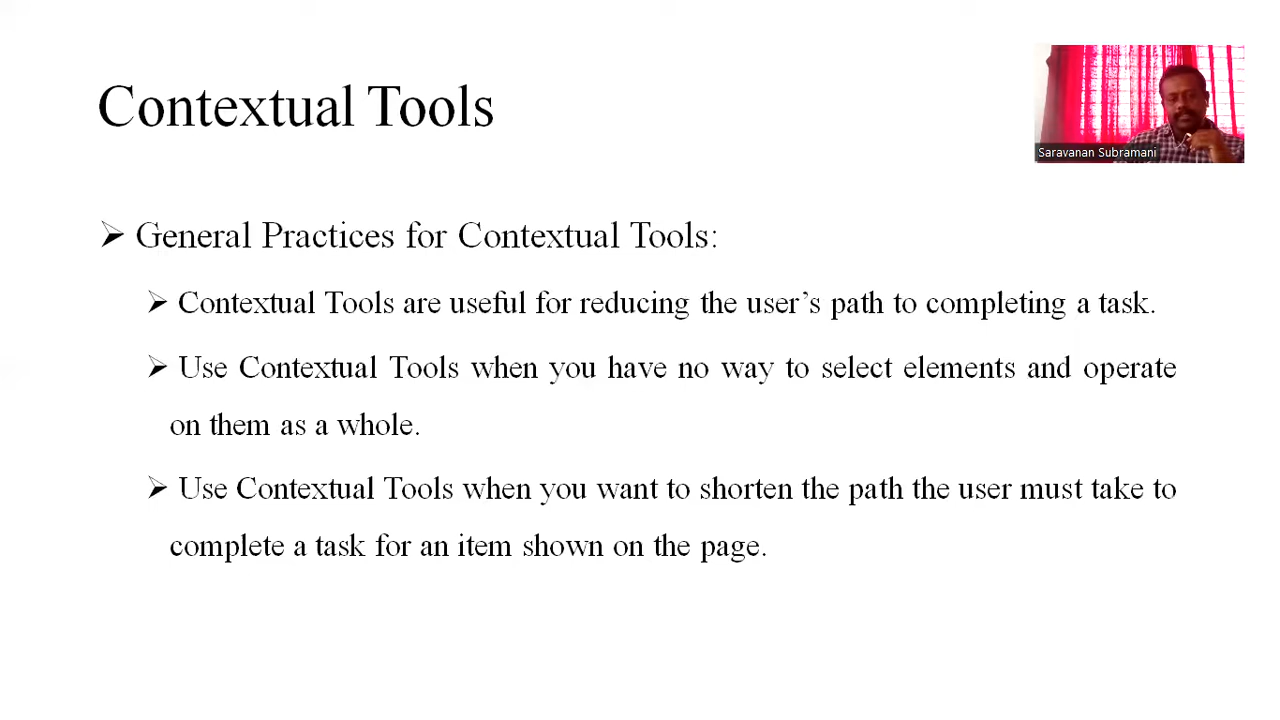 Contextual Tools
Saravanan Subramani
General Practices for Contextual Tools:
Contextual Tools are useful for reducing the user’s path to completing a task.
Use Contextual Tools when you have no way to select elements and operate
on them as a whole.
Use Contextual Tools when you want to shorten the path the user must take to
complete a task for an item shown on the page.